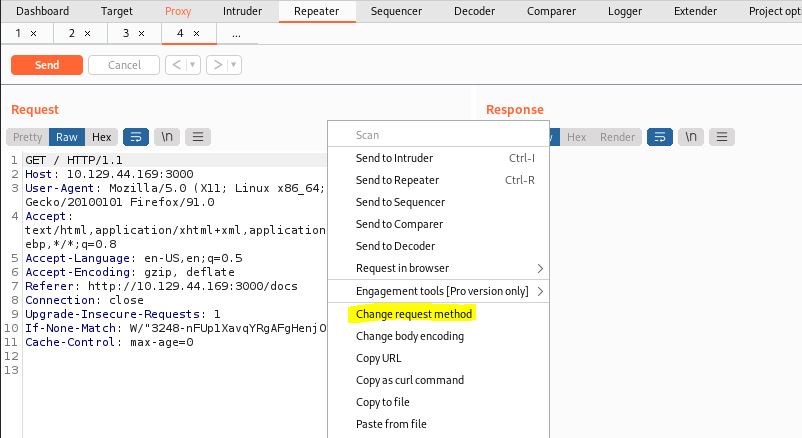 Dashboard Target Proxy Intruder Repeater Sequencer Decoder Comparer Logger Extender Project opti
1 × 2 × 3 × 4 × ...
Send Cancel < ▾ > ▾
Request
Response
Pretty Raw Hex \n
Hex Render \n
1 GET / HTTP/1.1
2 Host: 10.129.44.169:3000
3 User-Agent: Mozilla/5.0 (X11; Linux x86_64;
Gecko/20100101 Firefox/91.0
4 Accept:
text/html,application/xhtml+xml,application
ebp,*/*;q=0.8
5 Accept-Language: en-US,en;q=0.5
6 Accept-Encoding: gzip, deflate
7 Referer: http://10.129.44.169:3000/docs
8 Connection: close
9 Upgrade-Insecure-Requests: 1
10 If-None-Match: W/"3248-nFUp1XavqYRgAFgHenjO
11 Cache-Control: max-age=0
12
13
Scan
Send to Intruder Ctrl-I
Send to Repeater Ctrl-R
Send to Sequencer
Send to Comparer
Send to Decoder
Request in browser >
Engagement tools [Pro version only] >
Change request method
Change body encoding
Copy URL
Copy as curl command
Copy to file
Paste from file